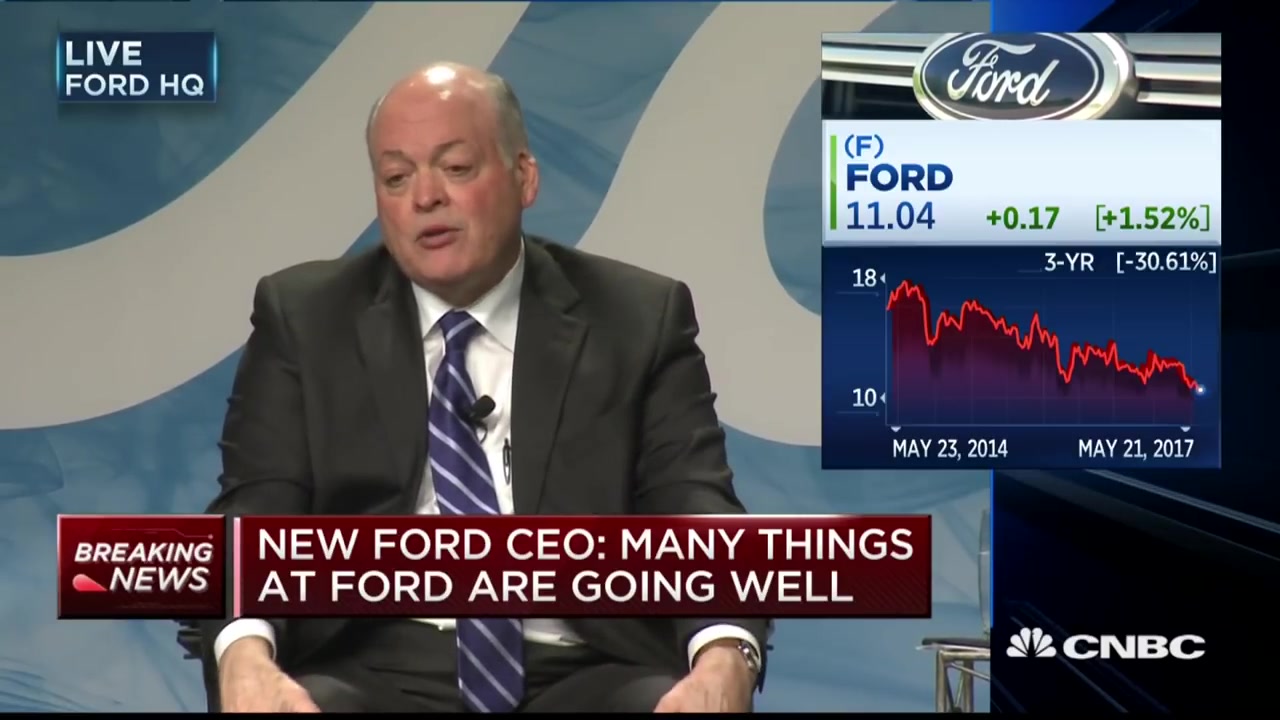 LIVE
FORD HQ
Ford
(F)
FORD
11.04 +0.17 [+1.52%]
3-YR [-30.61%]
18
10
MAY 23, 2014 MAY 21, 2017
BREAKING
NEWS
NEW FORD CEO: MANY THINGS
AT FORD ARE GOING WELL
CNBC